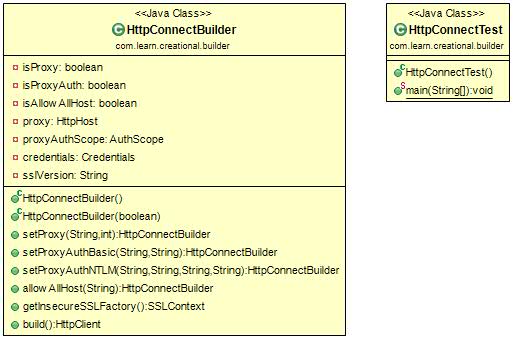 <<Java Class>>
HttpConnectBuilder
com.learn.creational.builder
isProxy: boolean
isProxyAuth: boolean
isAllowAllHost: boolean
proxy: HttpHost
proxyAuthScope: AuthScope
credentials: Credentials
sslVersion: String
HttpConnectBuilder()
HttpConnectBuilder(boolean)
setProxy(String,int):HttpConnectBuilder
setProxyAuthBasic(String,String):HttpConnectBuilder
setProxyAuthNTLM(String,String,String,String):HttpConnectBuilder
allowAllHost(String):HttpConnectBuilder
getInsecureSSLFactory():SSLContext
build():HttpClient
<<Java Class>>
HttpConnectTest
com.learn.creational.builder
HttpConnectTest()
main(String[]):void